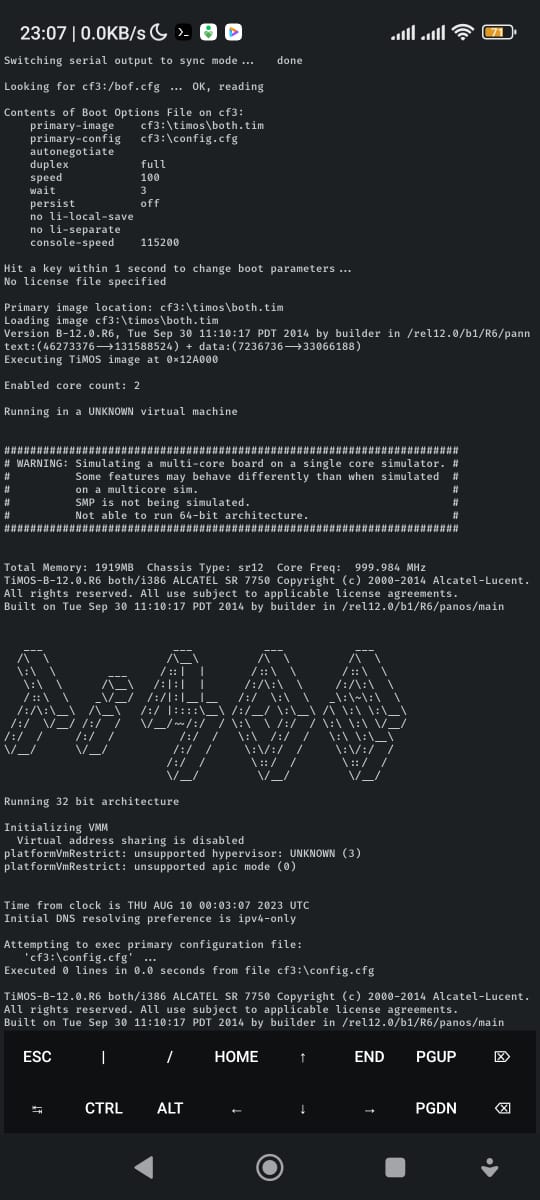 23:07 | 0.0KB/s
71
Switching serial output to sync mode...   done
Looking for cf3:/bof.cfg ... OK, reading
Contents of Boot Options File on cf3:
    primary-image    cf3:\timos\both.tim
    primary-config   cf3:\config.cfg
    autonegotiate
    duplex           full
    speed            100
    wait             3
    persist          off
    no li-local-save
    no li-separate
    console-speed    115200
Hit a key within 1 second to change boot parameters...
No license file specified
Primary image location: cf3:\timos\both.tim
Loading image cf3:\timos\both.tim
Version B-12.0.R6, Tue Sep 30 11:10:17 PDT 2014 by builder in /rel12.0/b1/R6/pann
text:(46273376-->131588524) + data:(7236736-->33066188)
Executing TiMOS image at 0x12A000
Enabled core count: 2
Running in a UNKNOWN virtual machine
######################################################################
# WARNING: Simulating a multi-core board on a single core simulator. #
#          Some features may behave differently than when simulated  #
#          on a multicore sim.                                       #
#          SMP is not being simulated.                               #
#          Not able to run 64-bit architecture.                      #
######################################################################
Total Memory: 1919MB  Chassis Type: sr12  Core Freq:  999.984 MHz
TiMOS-B-12.0.R6 both/i386 ALCATEL SR 7750 Copyright (c) 2000-2014 Alcatel-Lucent.
All rights reserved. All use subject to applicable license agreements.
Built on Tue Sep 30 11:10:17 PDT 2014 by builder in /rel12.0/b1/R6/panos/main
Running 32 bit architecture
Initializing VMM
  Virtual address sharing is disabled
platformVmRestrict: unsupported hypervisor: UNKNOWN (3)
platformVmRestrict: unsupported apic mode (0)
Time from clock is THU AUG 10 00:03:07 2023 UTC
Initial DNS resolving preference is ipv4-only
Attempting to exec primary configuration file:
   'cf3:\config.cfg' ...
Executed 0 lines in 0.0 seconds from file cf3:\config.cfg
TiMOS-B-12.0.R6 both/i386 ALCATEL SR 7750 Copyright (c) 2000-2014 Alcatel-Lucent.
All rights reserved. All use subject to applicable license agreements.
Built on Tue Sep 30 11:10:17 PDT 2014 by builder in /rel12.0/b1/R6/panos/main
ESC | / HOME ↑ END PGUP ⌦
↹ CTRL ALT ← ↓ → PGDN ⌫